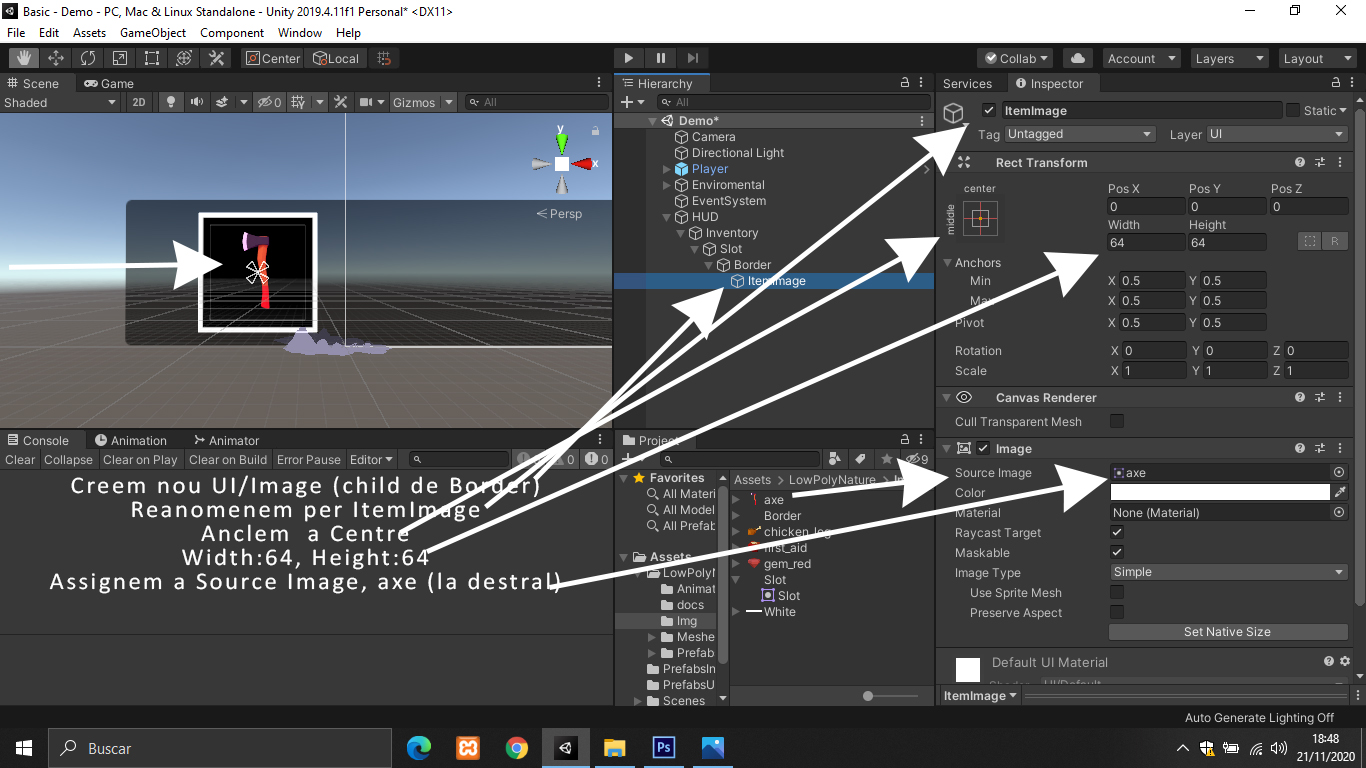 Basic - Demo - PC, Mac & Linux Standalone - Unity 2019.4.11f1 Personal* <DX11>
File Edit Assets GameObject Component Window Help
Center Local
Collab Account Layers Layout
Scene Game
Shaded 2D 0 Gizmos All
y
x
Persp
Hierarchy
All
Demo*
Camera
Directional Light
Player
Enviromental
EventSystem
HUD
Inventory
Slot
Border
ItemImage
Services Inspector
ItemImage Static
Tag Untagged Layer UI
Rect Transform
center
middle
Pos X Pos Y Pos Z
0 0 0
Width Height
64 64
R
Anchors
Min X 0.5 Y 0.5
Max X 0.5 Y 0.5
Pivot X 0.5 Y 0.5
Rotation X 0 Y 0 Z 0
Scale X 1 Y 1 Z 1
Canvas Renderer
Cull Transparent Mesh
Image
Source Image axe
Color
Material None (Material)
Raycast Target
Maskable
Image Type Simple
Use Sprite Mesh
Preserve Aspect
Set Native Size
Default UI Material
Shader UI/Default
ItemImage
Console Animation Animator
Clear Collapse Clear on Play Clear on Build Error Pause Editor 0 0
Creem nou UI/Image (child de Border)
Reanomenem per ItemImage
Anclem a Centre
Width:64, Height:64
Assignem a Source Image, axe (la destral)
Project
9
Favorites
All Materi
All Model
All Prefab
Assets
LowPolyN
Animat
docs
Img
Meshe
Prefab
PrefabsIn
PrefabsU
Scenes
Assets > LowPolyNature >
axe
Border
chicken_leg
first_aid
gem_red
Slot
Slot
White
Auto Generate Lighting Off
Buscar
Ps
18:48
21/11/2020